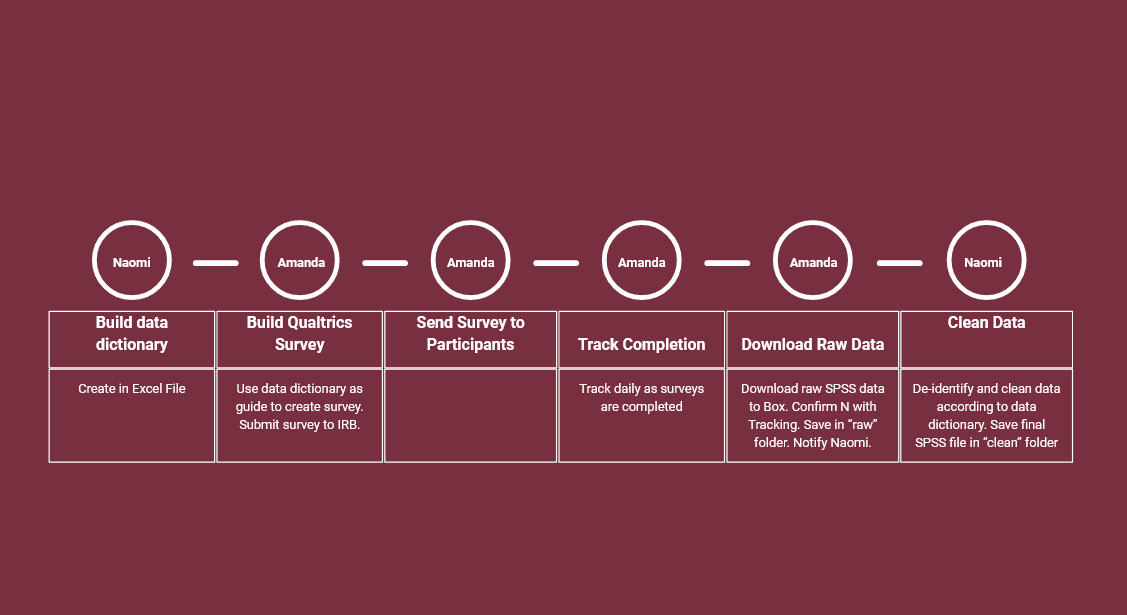 Naomi
Amanda
Amanda
Amanda
Amanda
Naomi
Build data
dictionary
Build Qualtrics
Survey
Send Survey to
Participants
Track Completion
Download Raw Data
Clean Data
Create in Excel File
Use data dictionary as
guide to create survey.
Submit survey to IRB.
Track daily as surveys
are completed
Download raw SPSS data
to Box. Confirm N with
Tracking. Save in “raw”
folder. Notify Naomi.
De-identify and clean data
according to data
dictionary. Save final
SPSS file in “clean” folder